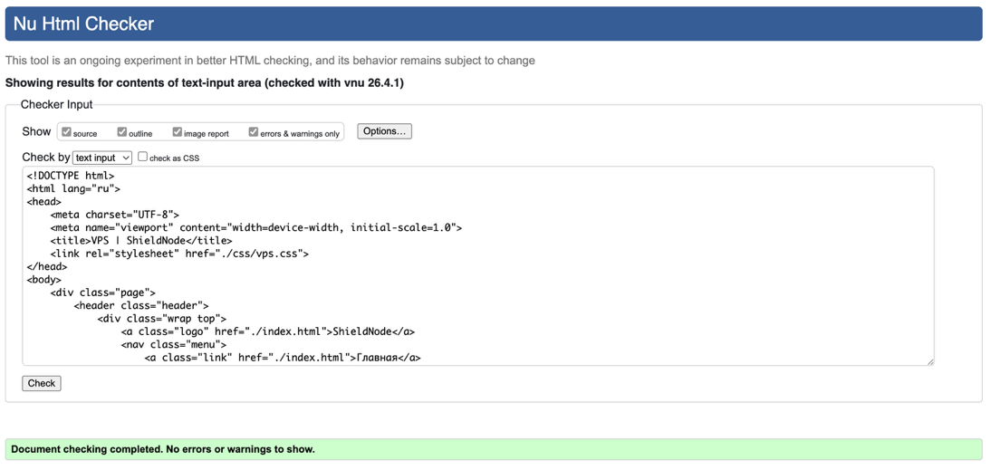 Nu Html Checker
This tool is an ongoing experiment in better HTML checking, and its behavior remains subject to change
Showing results for contents of text-input area (checked with vnu 26.4.1)
Checker Input
Show source outline image report errors & warnings only Options...
Check by text input check as CSS
<!DOCTYPE html>
<html lang="ru">
<head>
    <meta charset="UTF-8">
    <meta name="viewport" content="width=device-width, initial-scale=1.0">
    <title>VPS | ShieldNode</title>
    <link rel="stylesheet" href="./css/vps.css">
</head>
<body>
    <div class="page">
        <header class="header">
            <div class="wrap top">
                <a class="logo" href="./index.html">ShieldNode</a>
                <nav class="menu">
                    <a class="link" href="./index.html">Главная</a>
Check
Document checking completed. No errors or warnings to show.